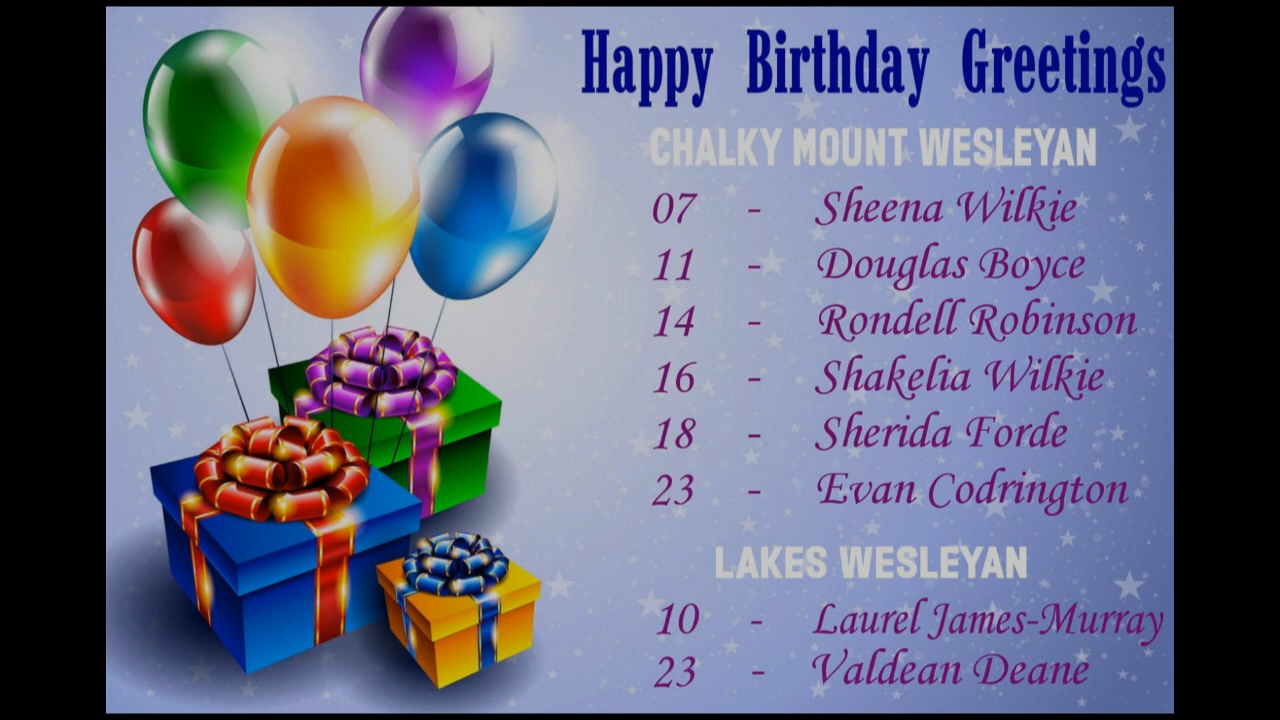 Happy Birthday Greetings
CHALKY MOUNT WESLEYAN
07 - Sheena Wilkie
11 - Douglas Boyce
14 - Rondell Robinson
16 - Shakelia Wilkie
18 - Sherida Forde
23 - Evan Codrington
LAKES WESLEYAN
10 - Laurel James-Murray
23 - Valdean Deane